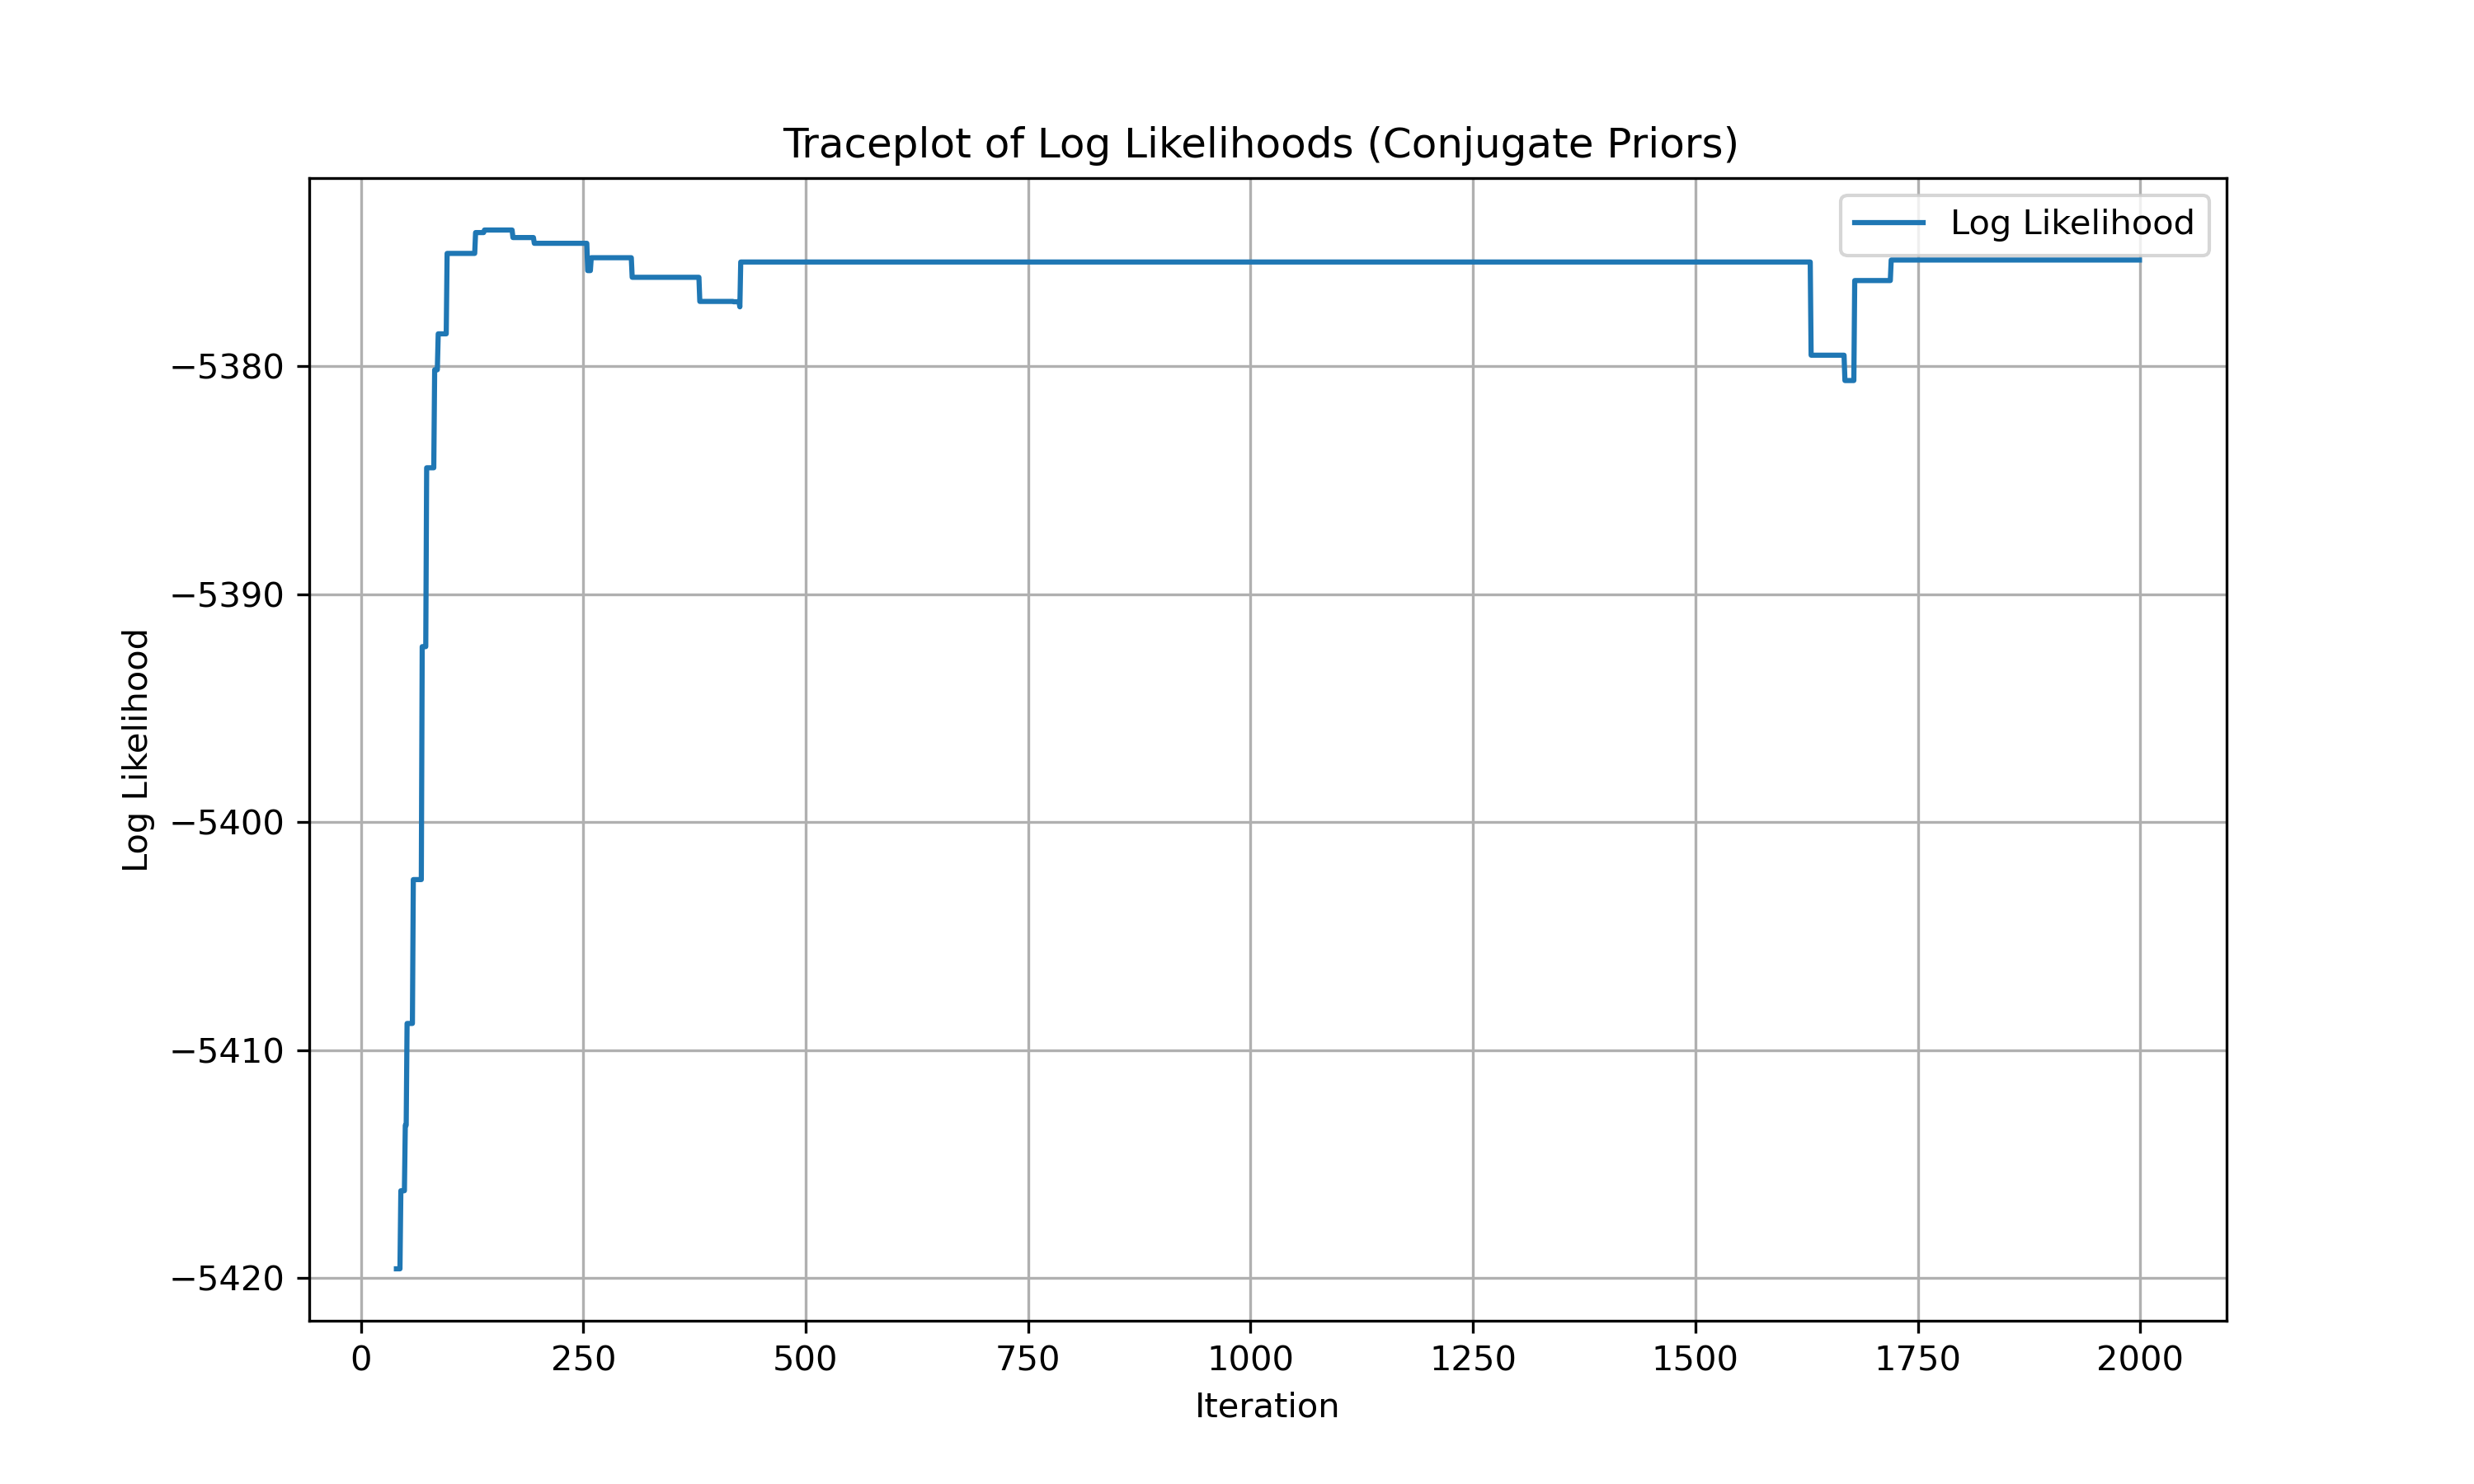 Traceplot of Log Likelihoods (Conjugate Priors)
Log Likelihood
Log Likelihood
−5380
−5390
−5400
−5410
−5420
0 250 500 750 1000 1250 1500 1750 2000
Iteration